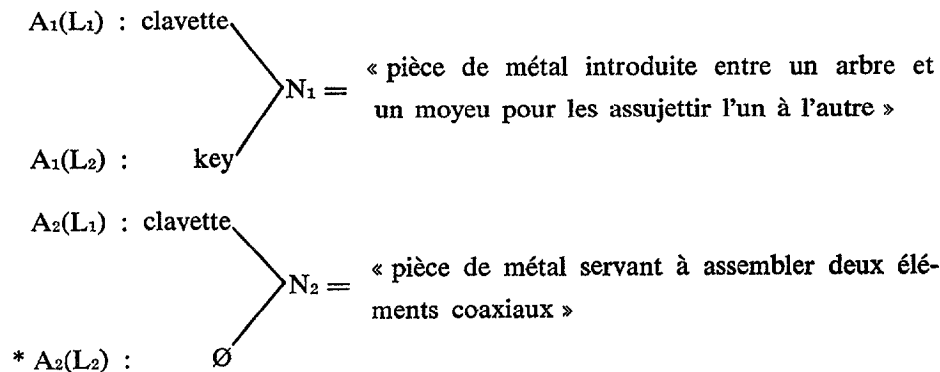 A₁(L₁) : clavette
N₁ = « pièce de métal introduite entre un arbre et
un moyeu pour les assujettir l'un à l'autre »
A₁(L₂) : key
A₂(L₁) : clavette
N₂ = « pièce de métal servant à assembler deux élé-
ments coaxiaux »
* A₂(L₂) : Ø